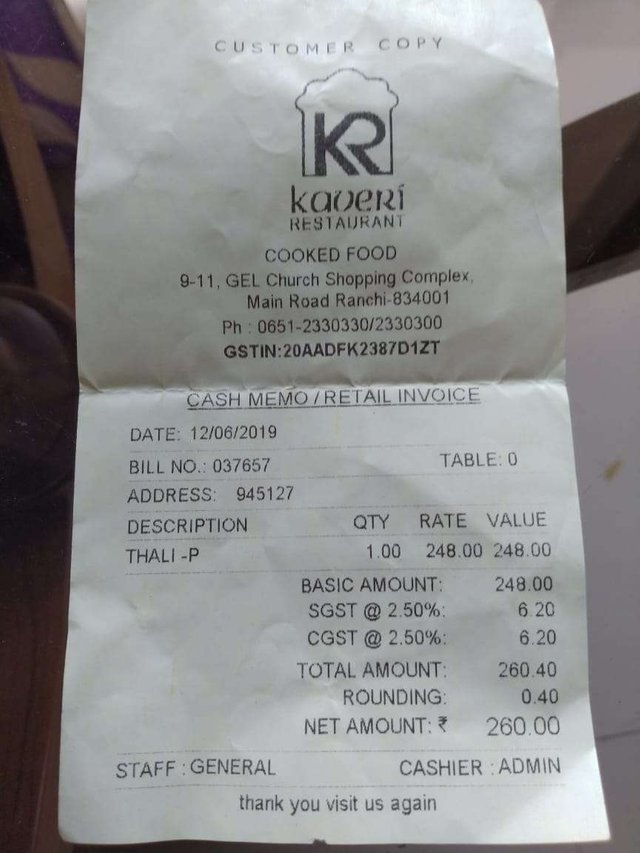 CUSTOMER COPY
KR
kaveri
RESTAURANT
COOKED FOOD
9-11, GEL Church Shopping Complex,
Main Road Ranchi-834001
Ph : 0651-2330330/2330300
GSTIN:20AADFK2387D1ZT
CASH MEMO / RETAIL INVOICE
DATE: 12/06/2019
BILL NO.: 037657 TABLE: 0
ADDRESS: 945127
DESCRIPTION QTY RATE VALUE
THALI -P 1.00 248.00 248.00
BASIC AMOUNT: 248.00
SGST @ 2.50%: 6.20
CGST @ 2.50%: 6.20
TOTAL AMOUNT: 260.40
ROUNDING: 0.40
NET AMOUNT: ₹ 260.00
STAFF : GENERAL CASHIER : ADMIN
thank you visit us again